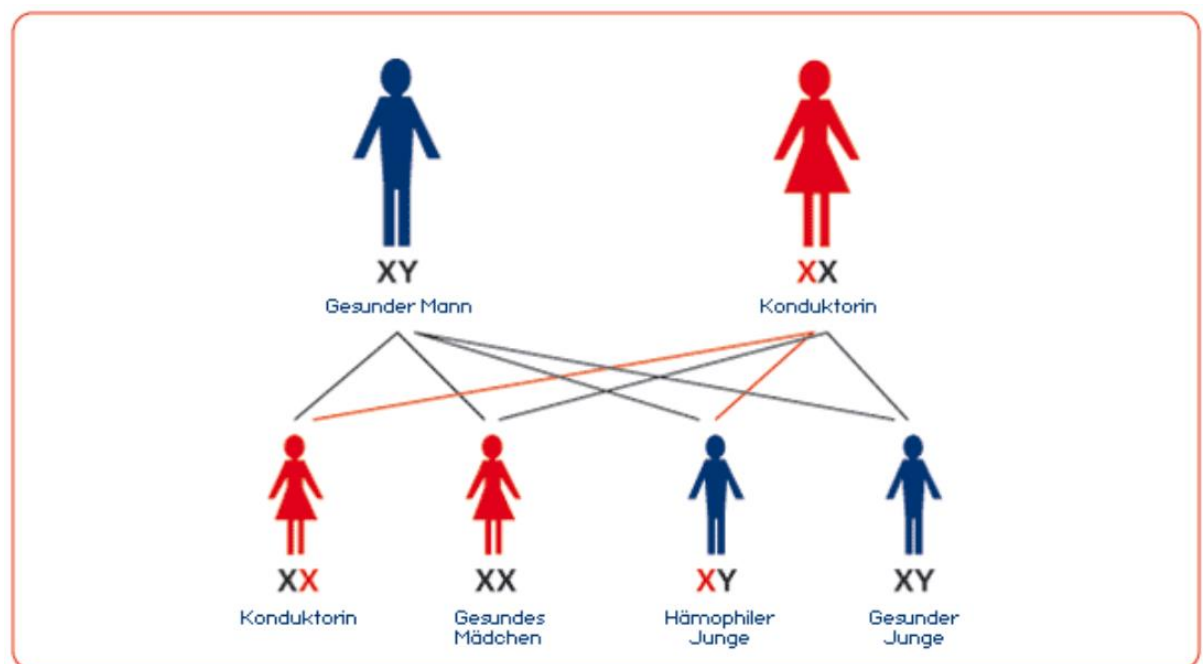 XY
XX
Gesunder Mann
Konduktorin
XX
XX
XY
XY
Konduktorin
Gesundes
Mädchen
Hämophiler
Junge
Gesunder
Junge